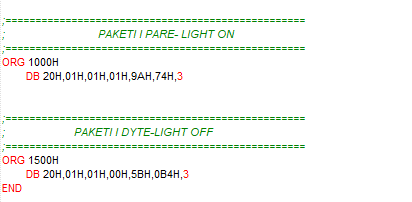 ;==============================================
; PAKETI I PARE- LIGHT ON
;==============================================
ORG 1000H
DB 20H,01H,01H,01H,9AH,74H,3
;==============================================
; PAKETI I DYTE-LIGHT OFF
;==============================================
ORG 1500H
DB 20H,01H,01H,00H,5BH,0B4H,3
END